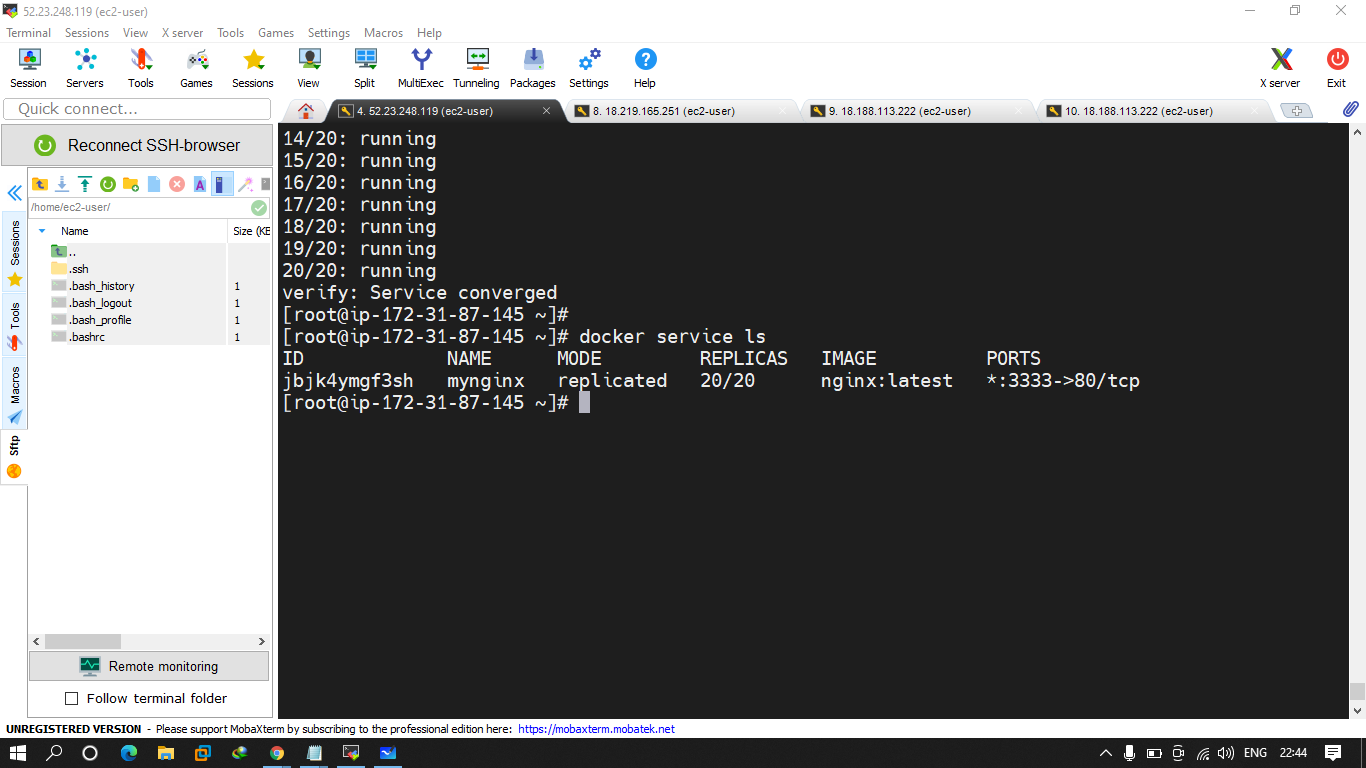 52.23.248.119 (ec2-user)
Terminal Sessions View X server Tools Games Settings Macros Help
Session Servers Tools Games Sessions View Split MultiExec Tunneling Packages Settings Help X server Exit
Quick connect...
4. 52.23.248.119 (ec2-user)
8. 18.219.165.251 (ec2-user)
9. 18.188.113.222 (ec2-user)
10. 18.188.113.222 (ec2-user)
Reconnect SSH-browser
/home/ec2-user/
Name Size (KB
..
.ssh
.bash_history 1
.bash_logout 1
.bash_profile 1
.bashrc 1
Sessions
Tools
Macros
Sftp
Remote monitoring
Follow terminal folder
14/20: running
15/20: running
16/20: running
17/20: running
18/20: running
19/20: running
20/20: running
verify: Service converged
[root@ip-172-31-87-145 ~]#
[root@ip-172-31-87-145 ~]# docker service ls
ID NAME MODE REPLICAS IMAGE PORTS
jbjk4ymgf3sh mynginx replicated 20/20 nginx:latest *:3333->80/tcp
[root@ip-172-31-87-145 ~]#
UNREGISTERED VERSION - Please support MobaXterm by subscribing to the professional edition here: https://mobaxterm.mobatek.net
ENG 22:44